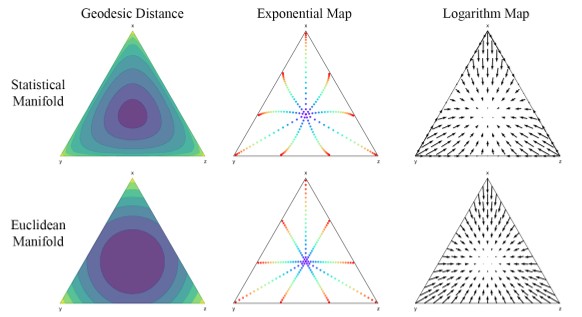 Geodesic Distance Exponential Map Logarithm Map
x x x
Statistical
Manifold
y z y z y z
x x x
Euclidean
Manifold
y z y z y z